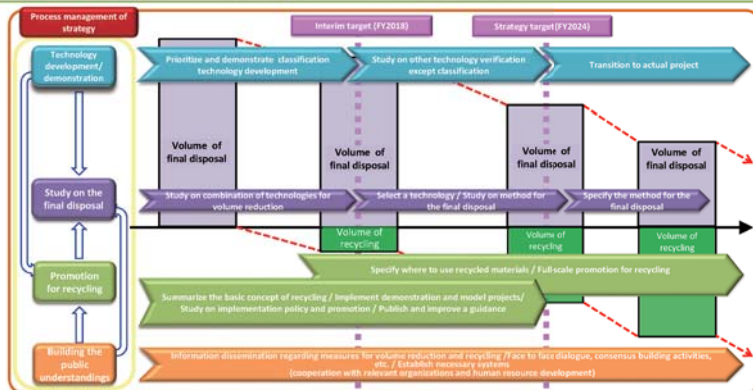 Process management of
strategy
Interim target (FY2018)
Strategy target(FY2024)
Technology
development/
demonstration
Prioritize and demonstrate classification
technology development
Study on other technology verification
except classification
Transition to actual project
Volume of
final disposal
Volume of
final disposal
Volume of
final disposal
Volume of
final disposal
Study on the
final disposal
Study on combination of technologies for
volume reduction
Select a technology / Study on method for
the final disposal
Specify the method for the
final disposal
Volume of
recycling
Volume of
recycling
Volume of
recycling
Promotion
for recycling
Specify where to use recycled materials / Full-scale promotion for recycling
Summarize the basic concept of recycling / Implement demonstration and model projects/
Study on implementation policy and promotion / Publish and improve a guidance
Building the
public
understandings
Information dissemination regarding measures for volume reduction and recycling /Face to face dialogue, consensus building activities,
etc. / Establish necessary systems
(cooperation with relevant organizations and human resource development)